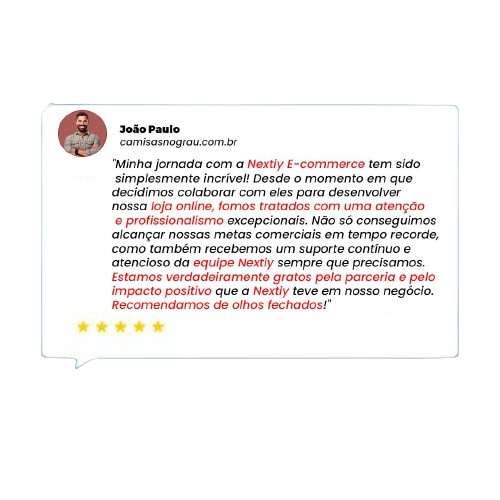 João Paulo
camisasnograu.com.br
"Minha jornada com a Nextiy E-commerce tem sido
simplesmente incrível! Desde o momento em que
decidimos colaborar com eles para desenvolver
nossa loja online, fomos tratados com uma atenção
e profissionalismo excepcionais. Não só conseguimos
alcançar nossas metas comerciais em tempo recorde,
como também recebemos um suporte contínuo e
atencioso da equipe Nextiy sempre que precisamos.
Estamos verdadeiramente gratos pela parceria e pelo
impacto positivo que a Nextiy teve em nosso negócio.
Recomendamos de olhos fechados!"